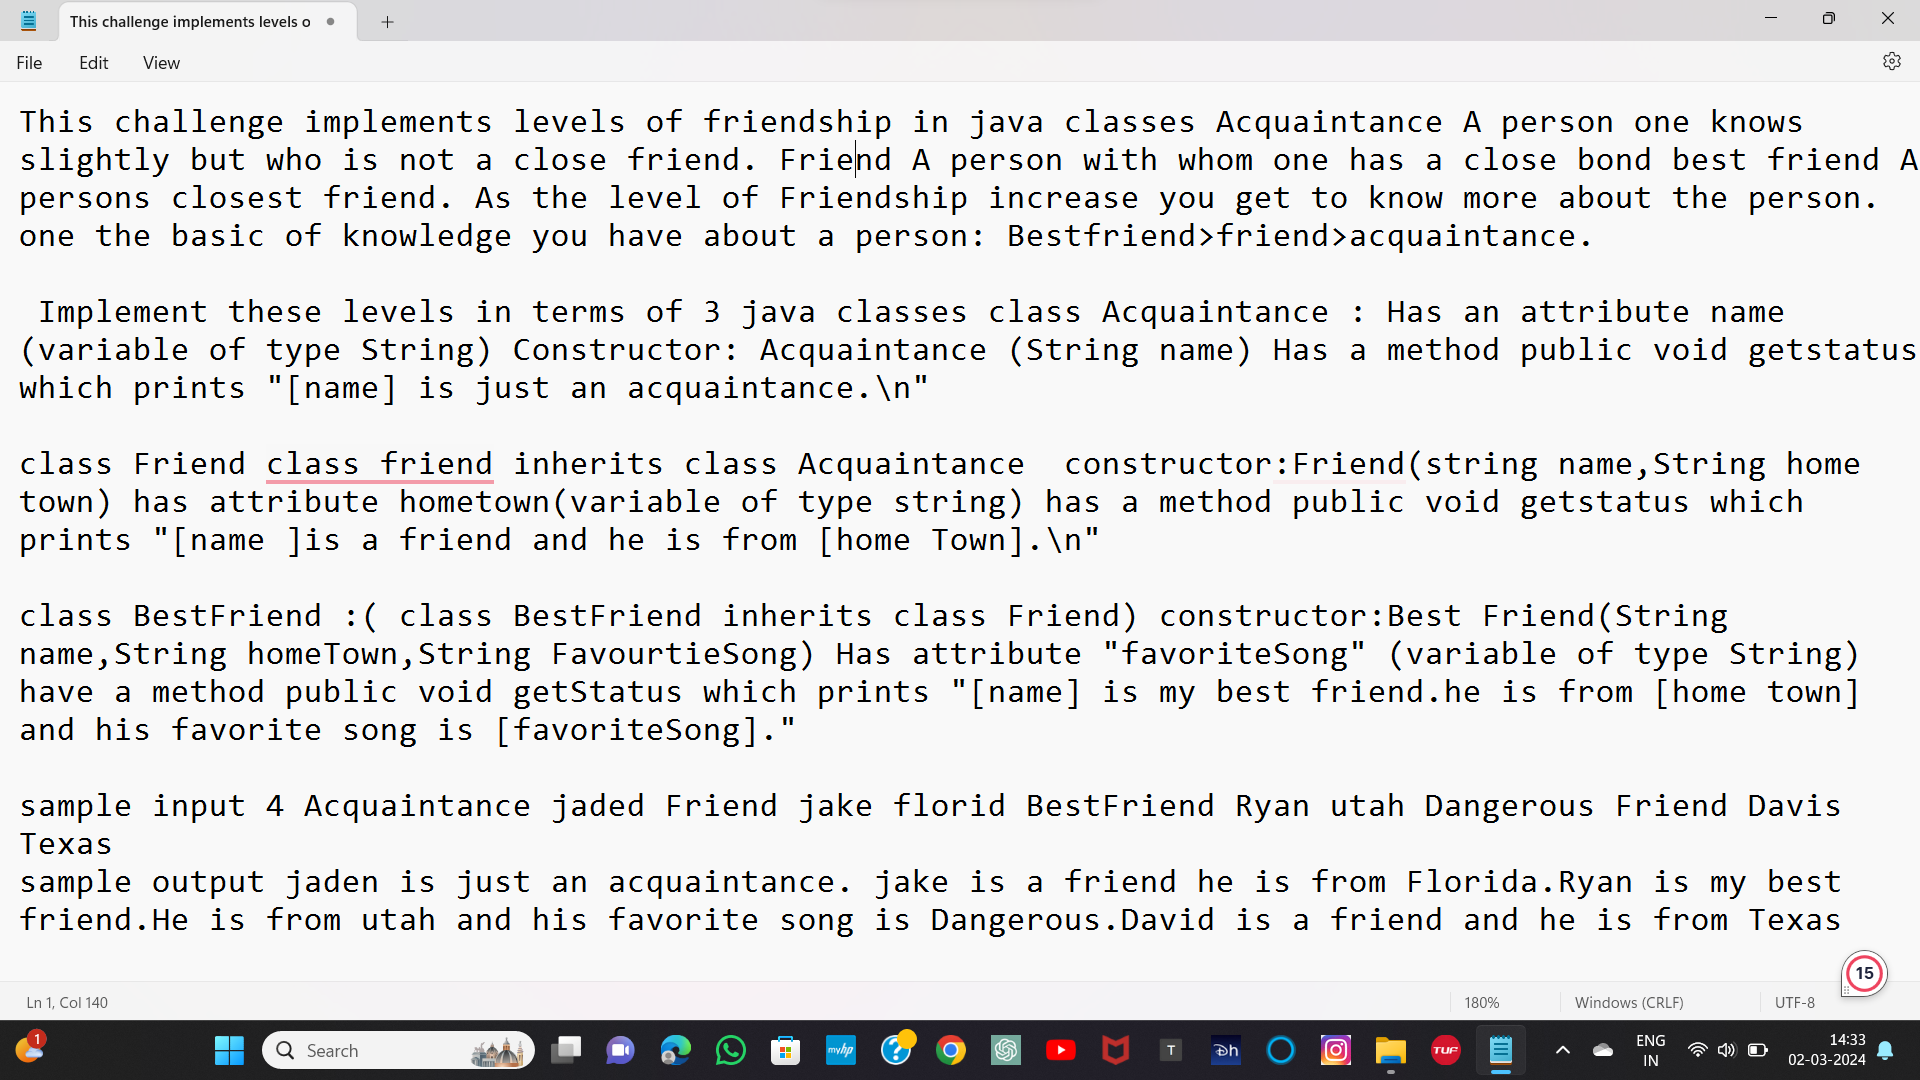 This challenge implements levels o
File Edit View
This challenge implements levels of friendship in java classes Acquaintance A person one knows
slightly but who is not a close friend. Friend A person with whom one has a close bond best friend A
persons closest friend. As the level of Friendship increase you get to know more about the person.
one the basic of knowledge you have about a person: Bestfriend>friend>acquaintance.
Implement these levels in terms of 3 java classes class Acquaintance : Has an attribute name
(variable of type String) Constructor: Acquaintance (String name) Has a method public void getstatus
which prints "[name] is just an acquaintance.\n"
class Friend class friend inherits class Acquaintance  constructor:Friend(string name,String home
town) has attribute hometown(variable of type string) has a method public void getstatus which
prints "[name ]is a friend and he is from [home Town].\n"
class BestFriend :( class BestFriend inherits class Friend) constructor:Best Friend(String
name,String homeTown,String FavourtieSong) Has attribute "favoriteSong" (variable of type String)
have a method public void getStatus which prints "[name] is my best friend.he is from [home town]
and his favorite song is [favoriteSong]."
sample input 4 Acquaintance jaded Friend jake florid BestFriend Ryan utah Dangerous Friend Davis
Texas
sample output jaden is just an acquaintance. jake is a friend he is from Florida.Ryan is my best
friend.He is from utah and his favorite song is Dangerous.David is a friend and he is from Texas
15
Ln 1, Col 140 180% Windows (CRLF) UTF-8
1 Search myhp T Dh TUF ENG 14:33
IN 02-03-2024